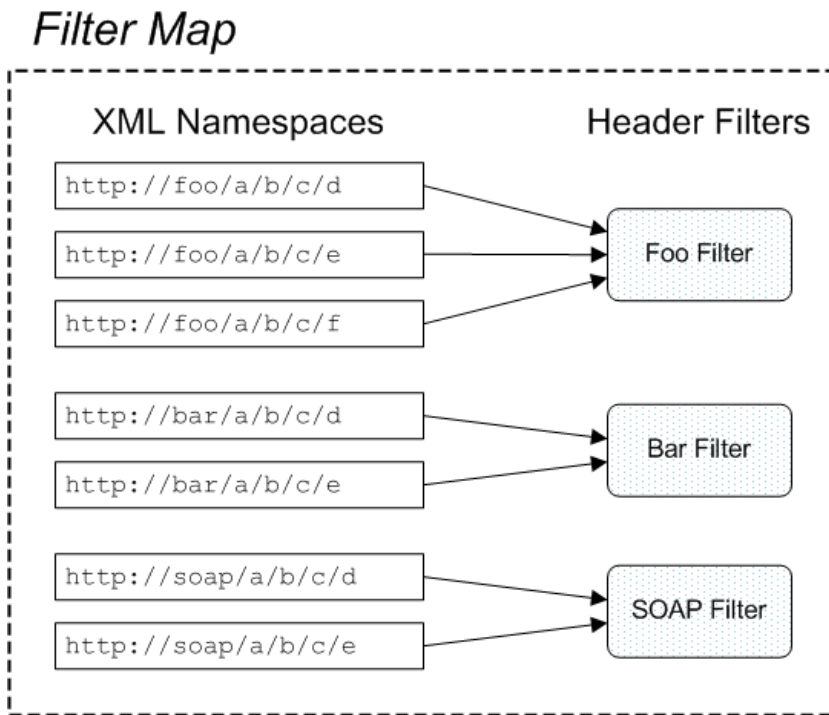 Filter Map
XML Namespaces
Header Filters
http://foo/a/b/c/d
http://foo/a/b/c/e
http://foo/a/b/c/f
Foo Filter
http://bar/a/b/c/d
http://bar/a/b/c/e
Bar Filter
http://soap/a/b/c/d
http://soap/a/b/c/e
SOAP Filter